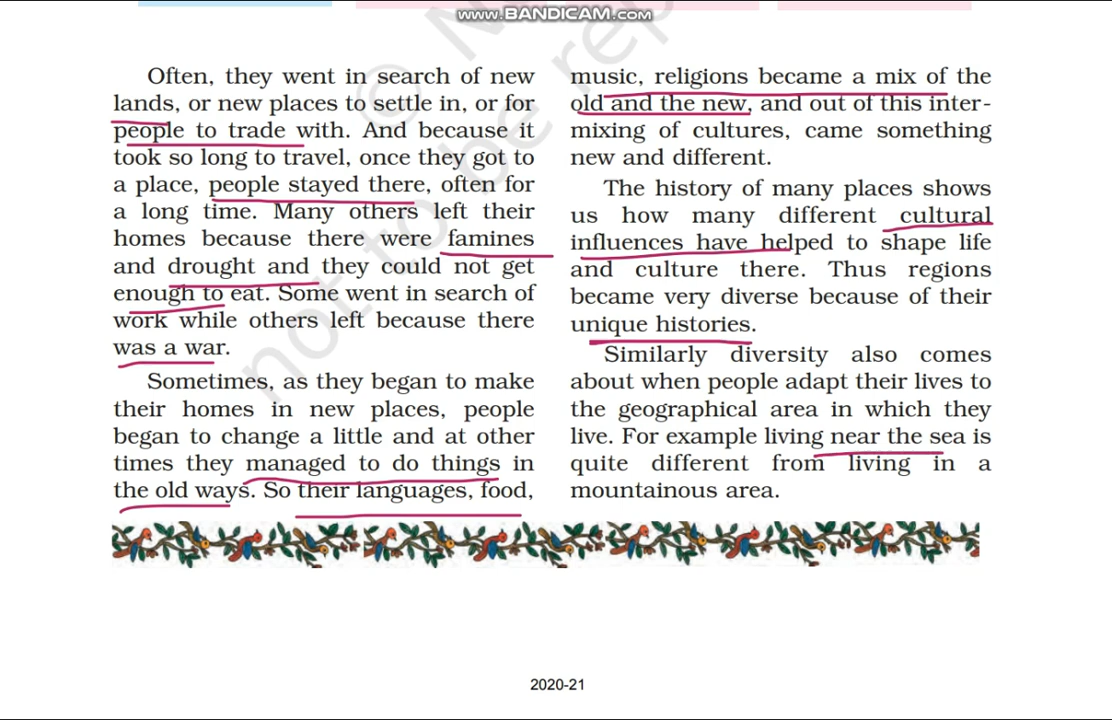 www.BANDICAM.com
Often, they went in search of new
lands, or new places to settle in, or for
people to trade with. And because it
took so long to travel, once they got to
a place, people stayed there, often for
a long time. Many others left their
homes because there were famines
and drought and they could not get
enough to eat. Some went in search of
work while others left because there
was a war.
Sometimes, as they began to make
their homes in new places, people
began to change a little and at other
times they managed to do things in
the old ways. So their languages, food,
music, religions became a mix of the
old and the new, and out of this inter-
mixing of cultures, came something
new and different.
The history of many places shows
us how many different cultural
influences have helped to shape life
and culture there. Thus regions
became very diverse because of their
unique histories.
Similarly diversity also comes
about when people adapt their lives to
the geographical area in which they
live. For example living near the sea is
quite different from living in a
mountainous area.
© N
not to be rep
2020-21